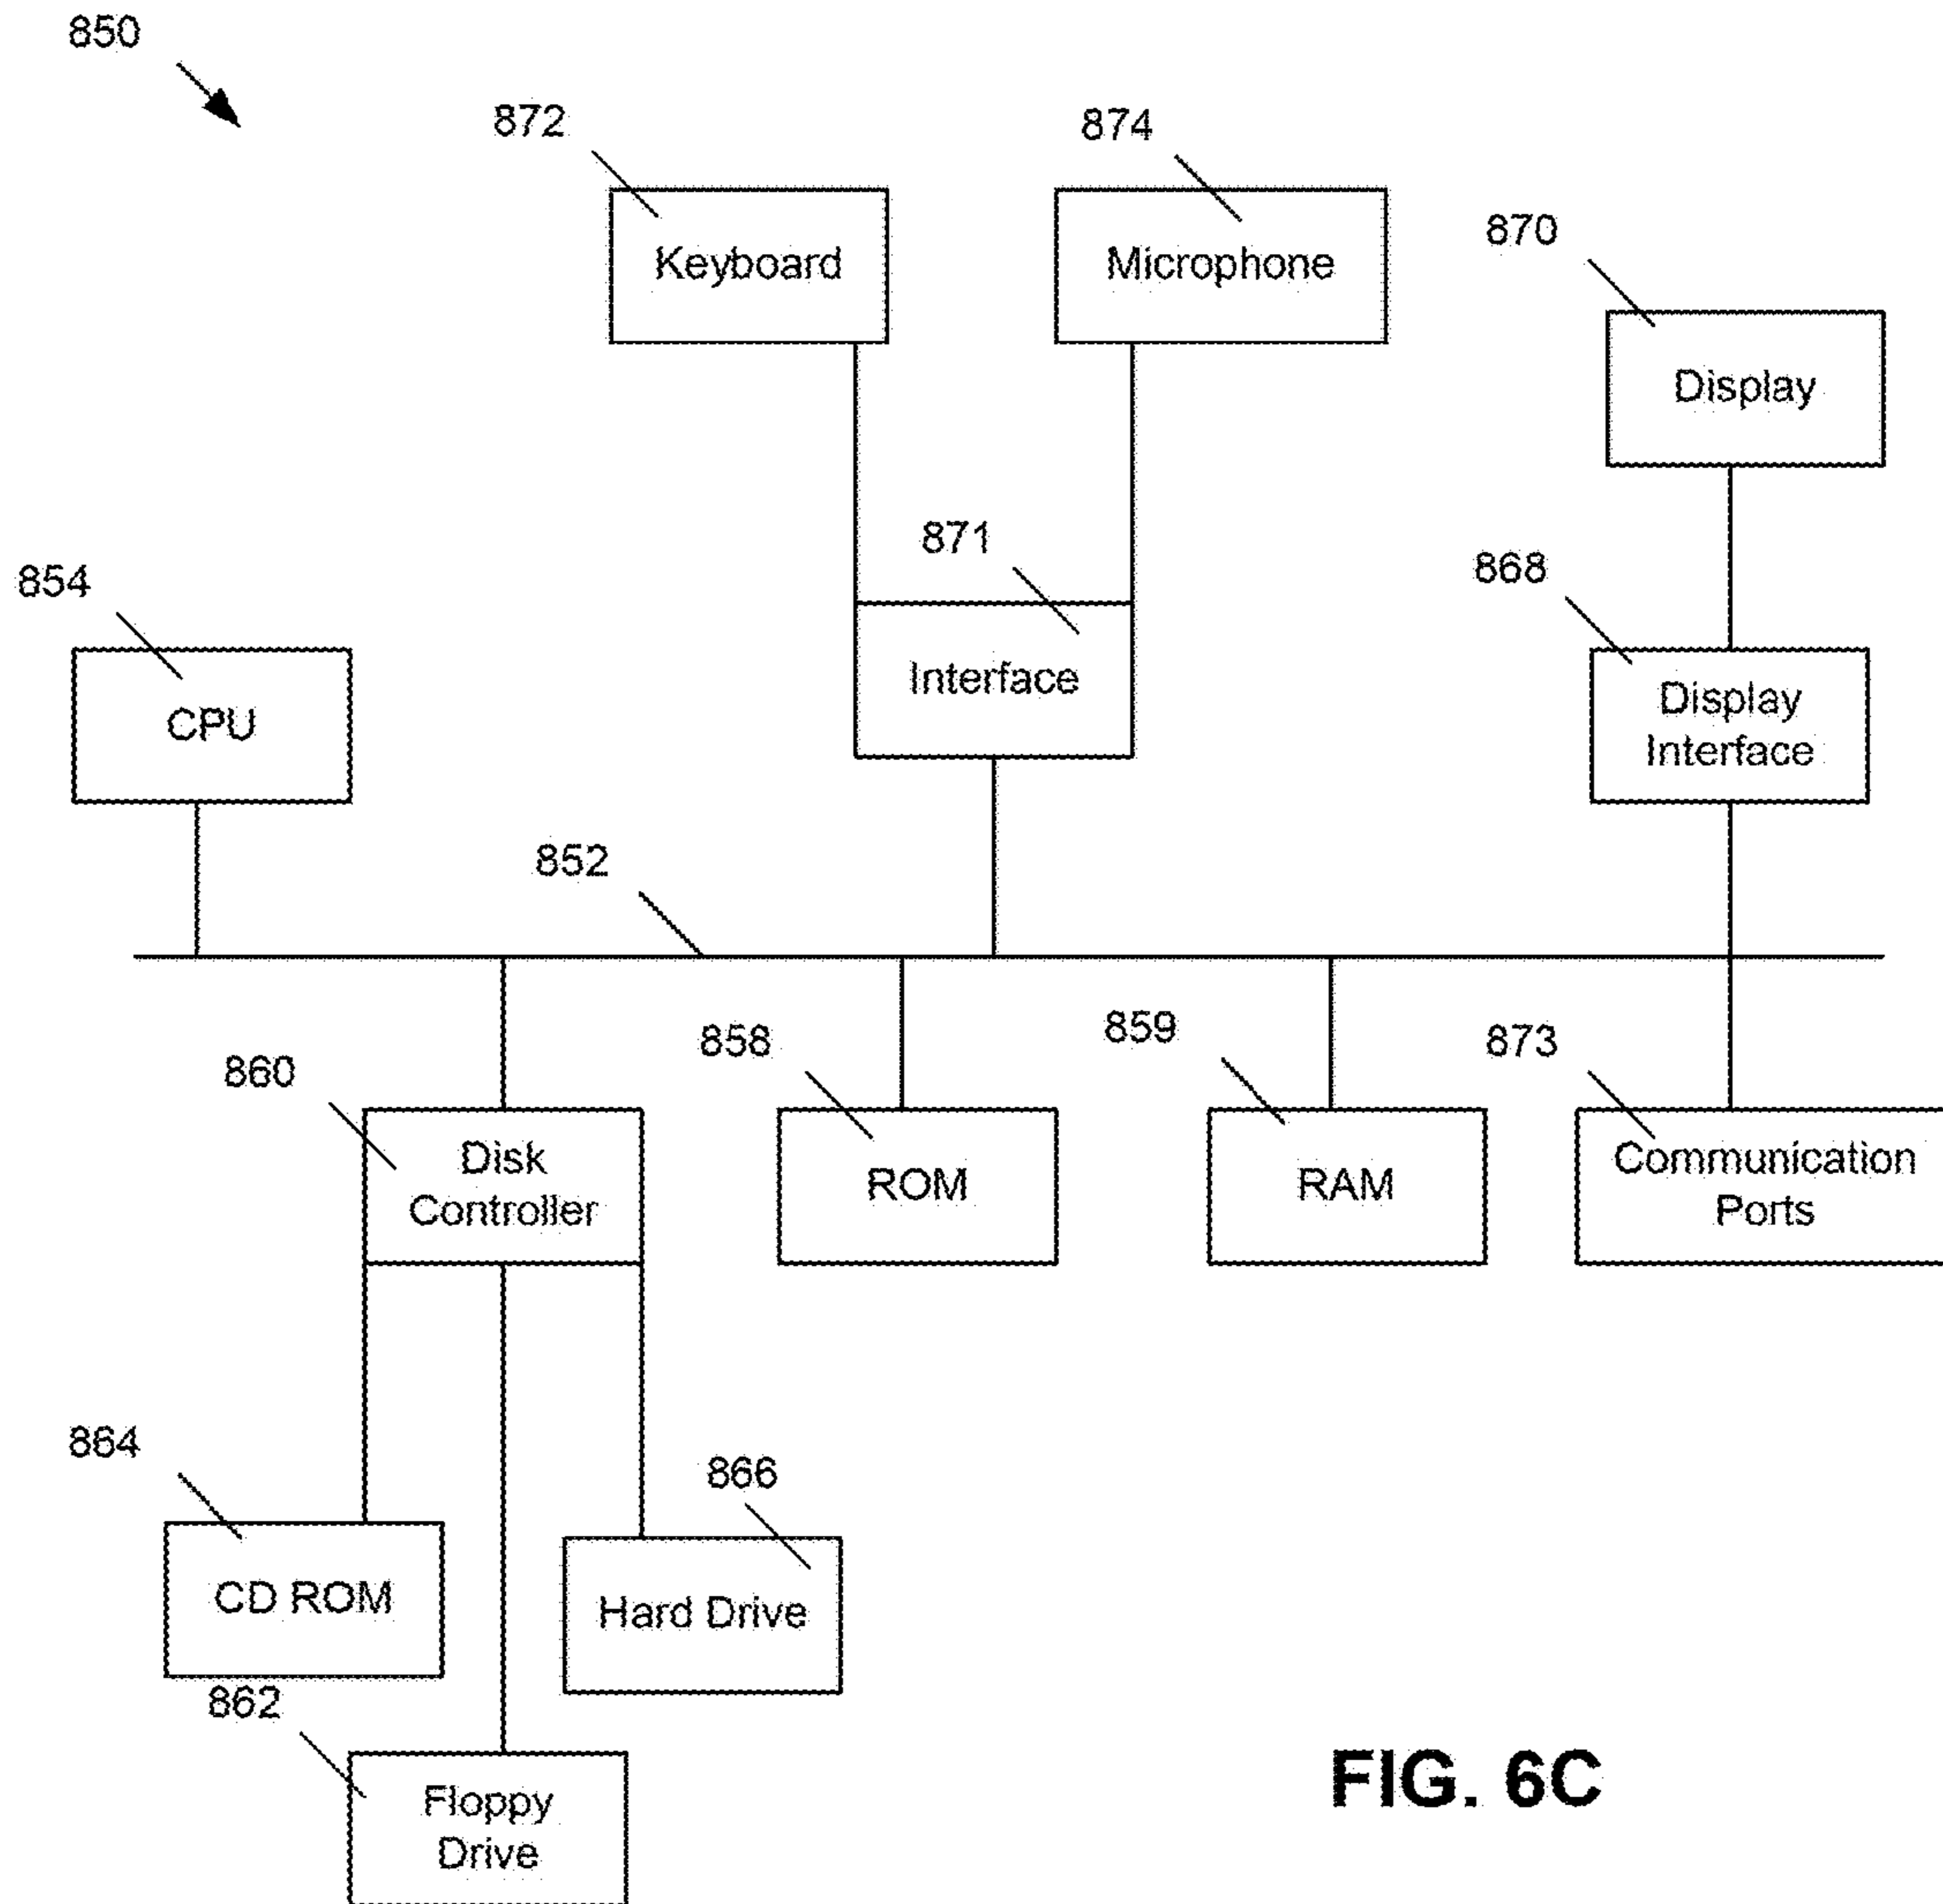 850
872
874
Keyboard
Microphone
870
Display
871
854
868
Interface
CPU
Display
Interface
852
860
858
859
873
Disk
Controller
ROM
RAM
Communication
Ports
864
866
CD ROM
Hard Drive
862
Floppy
Drive
FIG. 6C